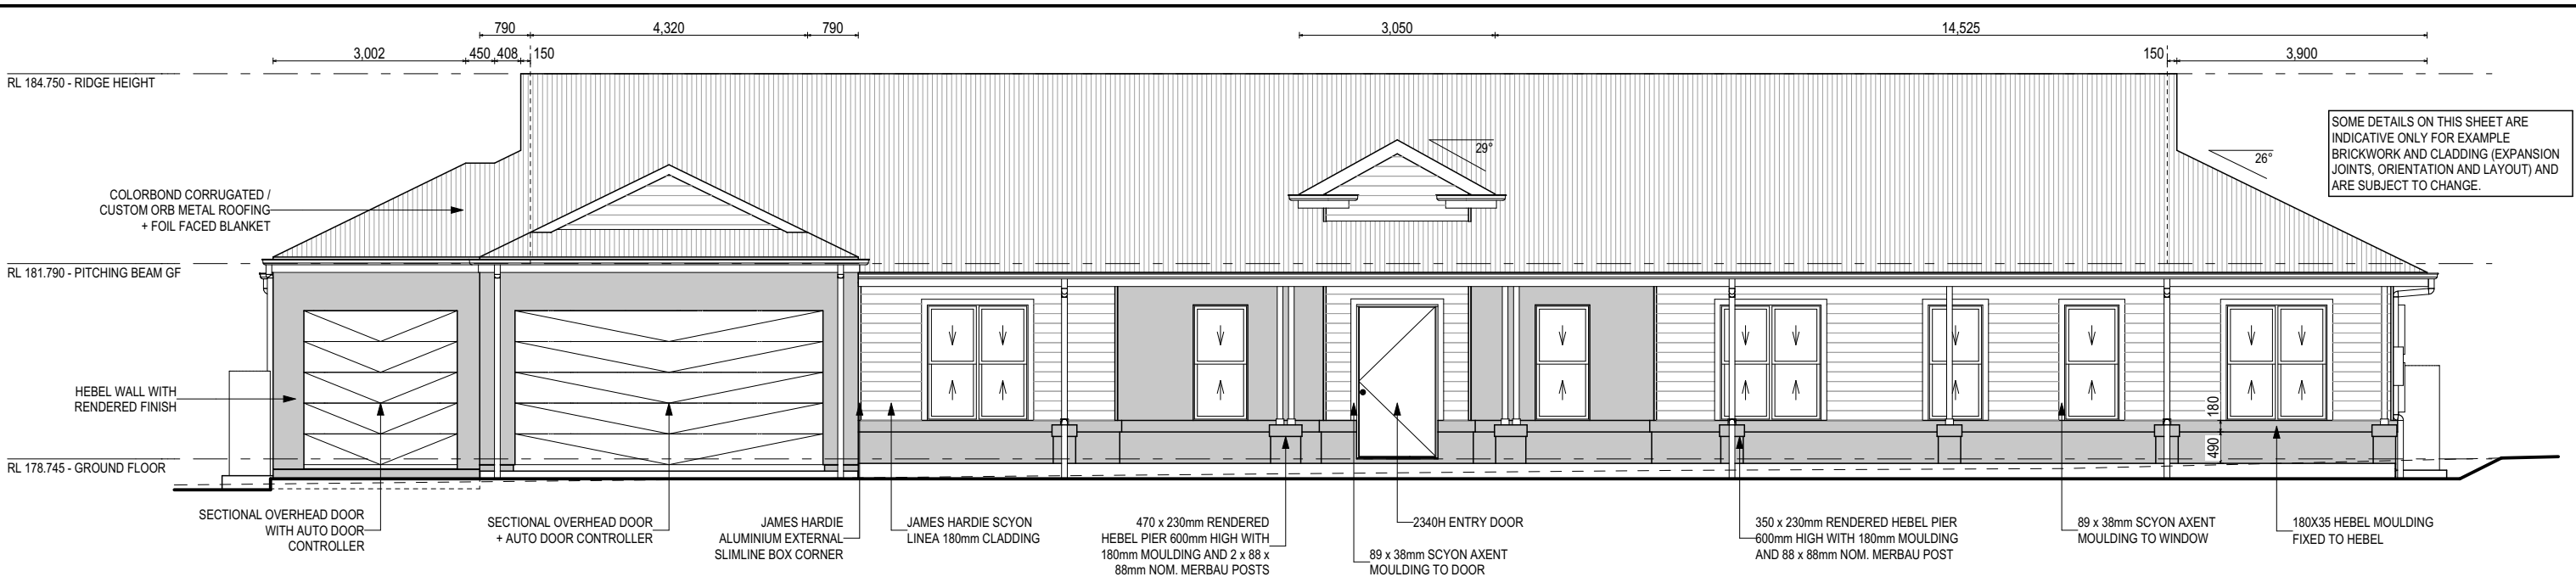 790
4,320
790
3,050
14,525
3,002
450
408
150
150
3,900
RL 184.750 - RIDGE HEIGHT
29°
26°
SOME DETAILS ON THIS SHEET ARE
INDICATIVE ONLY FOR EXAMPLE
BRICKWORK AND CLADDING (EXPANSION
JOINTS, ORIENTATION AND LAYOUT) AND
ARE SUBJECT TO CHANGE.
COLORBOND CORRUGATED /
CUSTOM ORB METAL ROOFING
+ FOIL FACED BLANKET
RL 181.790 - PITCHING BEAM GF
HEBEL WALL WITH
RENDERED FINISH
180
490
RL 178.745 - GROUND FLOOR
SECTIONAL OVERHEAD DOOR
WITH AUTO DOOR
CONTROLLER
SECTIONAL OVERHEAD DOOR
+ AUTO DOOR CONTROLLER
JAMES HARDIE
ALUMINIUM EXTERNAL
SLIMLINE BOX CORNER
JAMES HARDIE SCYON
LINEA 180mm CLADDING
470 x 230mm RENDERED
HEBEL PIER 600mm HIGH WITH
180mm MOULDING AND 2 x 88 x
88mm NOM. MERBAU POSTS
89 x 38mm SCYON AXENT
MOULDING TO DOOR
2340H ENTRY DOOR
350 x 230mm RENDERED HEBEL PIER
600mm HIGH WITH 180mm MOULDING
AND 88 x 88mm NOM. MERBAU POST
89 x 38mm SCYON AXENT
MOULDING TO WINDOW
180X35 HEBEL MOULDING
FIXED TO HEBEL